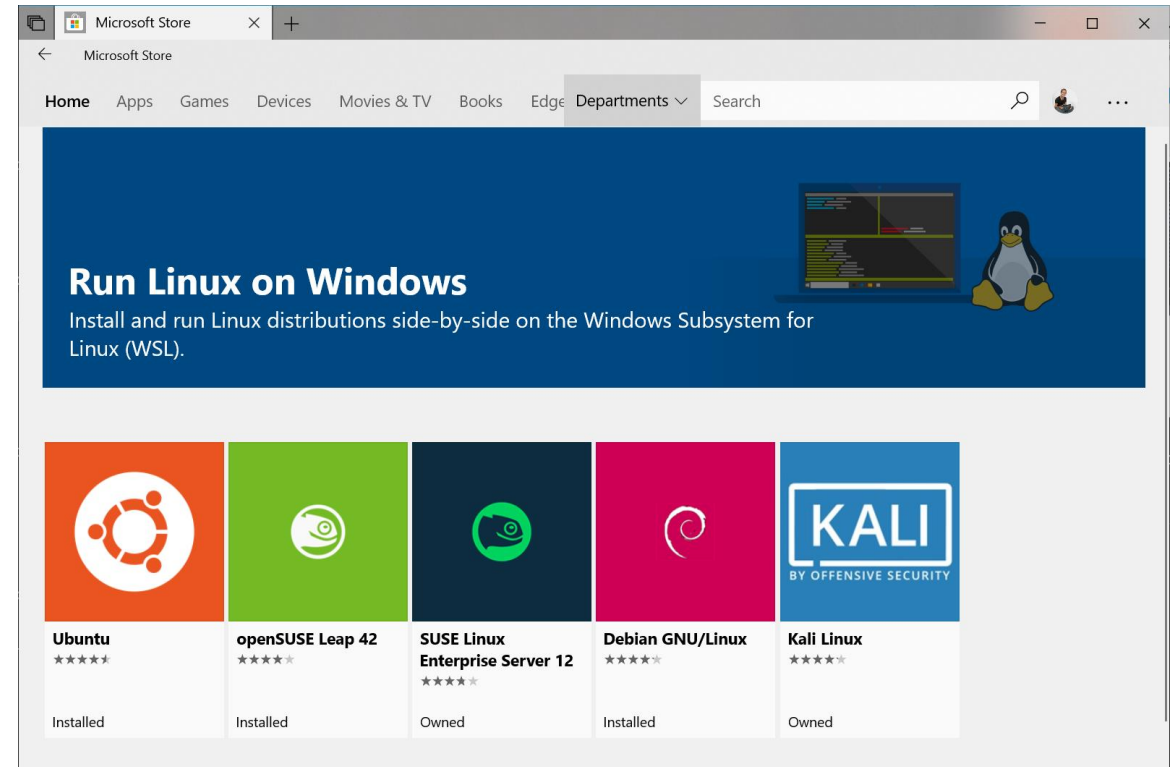 Microsoft Store
Microsoft Store
Home Apps Games Devices Movies & TV Books Edge Departments Search
Run Linux on Windows
Install and run Linux distributions side-by-side on the Windows Subsystem for
Linux (WSL).
KALI
BY OFFENSIVE SECURITY
Ubuntu
Installed
openSUSE Leap 42
Installed
SUSE Linux
Enterprise Server 12
Owned
Debian GNU/Linux
Installed
Kali Linux
Owned